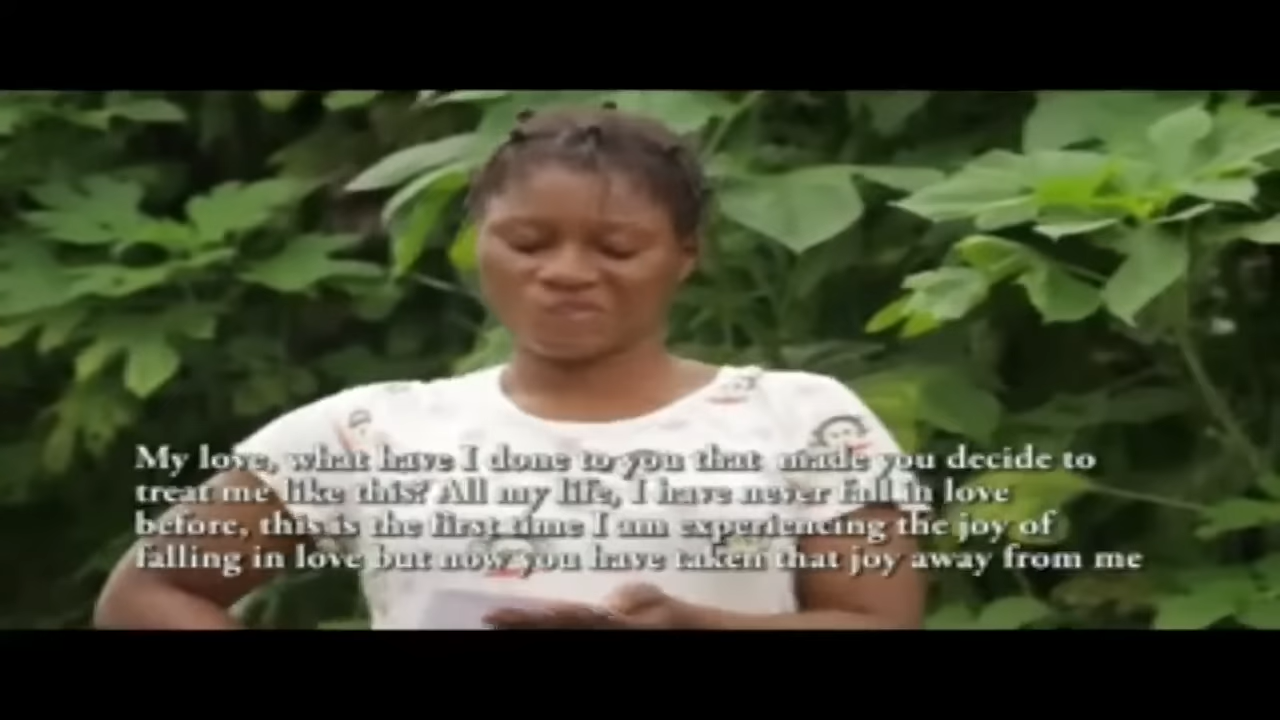 My love, what have I done to you that made you decide to
treat me like this? All my life, I have never fall in love
before, this is the first time I am experiencing the joy of
falling in love but now you have taken that joy away from me